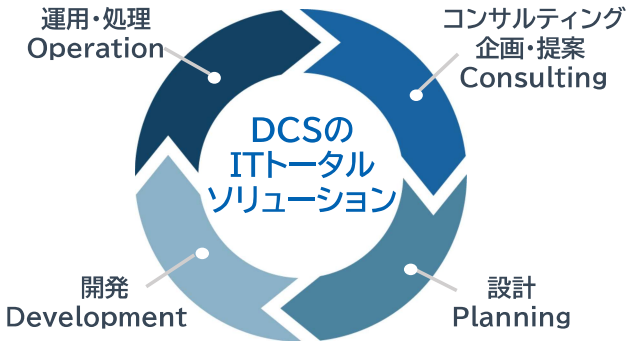 運用・処理
Operation
コンサルティング
企画・提案
Consulting
DCSの
ITトータル
ソリューション
開発
Development
設計
Planning